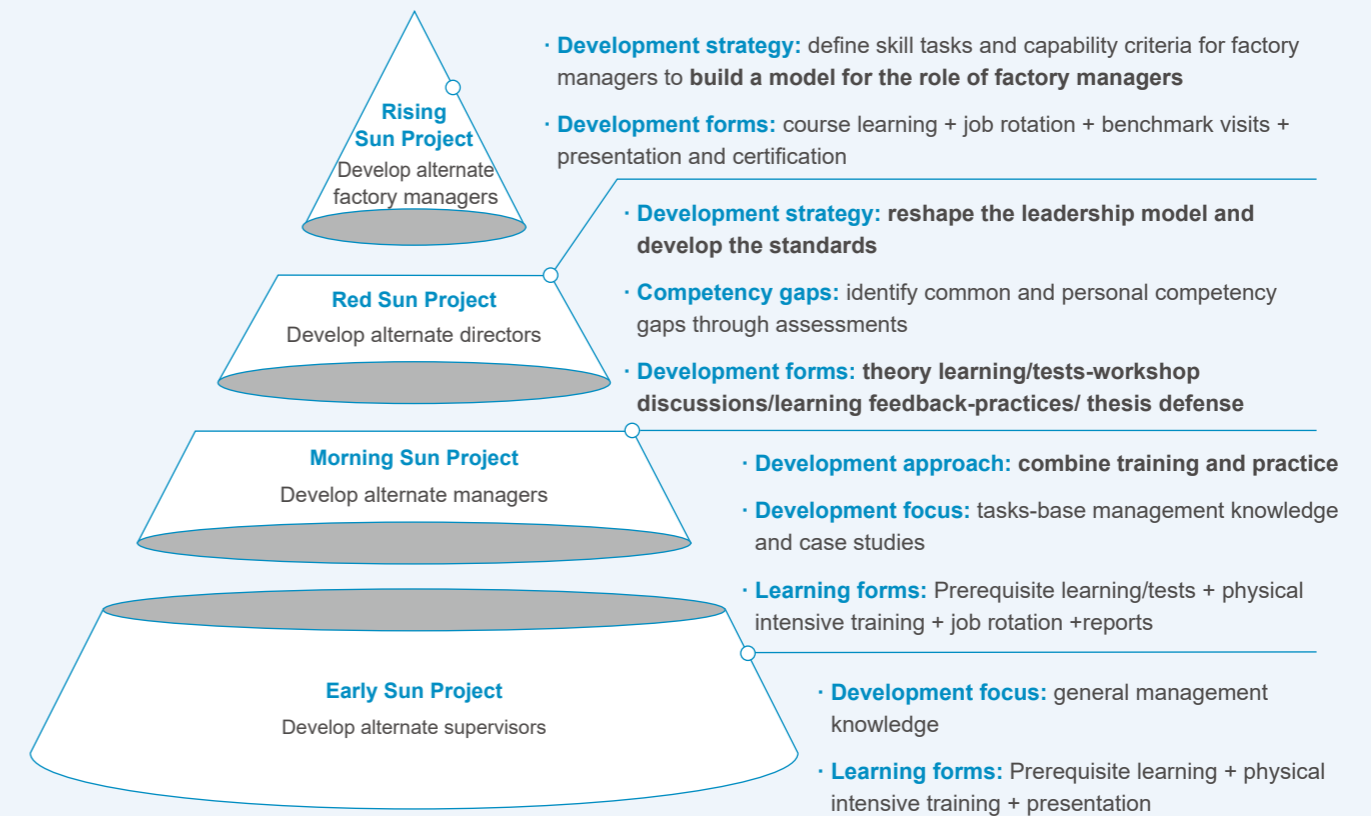 Rising
Sun Project
Develop alternate
factory managers
· Development strategy: define skill tasks and capability criteria for factory
managers to build a model for the role of factory managers
· Development forms: course learning + job rotation + benchmark visits +
presentation and certification
Red Sun Project
Develop alternate directors
· Development strategy: reshape the leadership model and
develop the standards
· Competency gaps: identify common and personal competency
gaps through assessments
· Development forms: theory learning/tests-workshop
discussions/learning feedback-practices/ thesis defense
Morning Sun Project
Develop alternate managers
· Development approach: combine training and practice
· Development focus: tasks-base management knowledge
and case studies
· Learning forms: Prerequisite learning/tests + physical
intensive training + job rotation +reports
Early Sun Project
Develop alternate supervisors
· Development focus: general management
knowledge
· Learning forms: Prerequisite learning + physical
intensive training + presentation